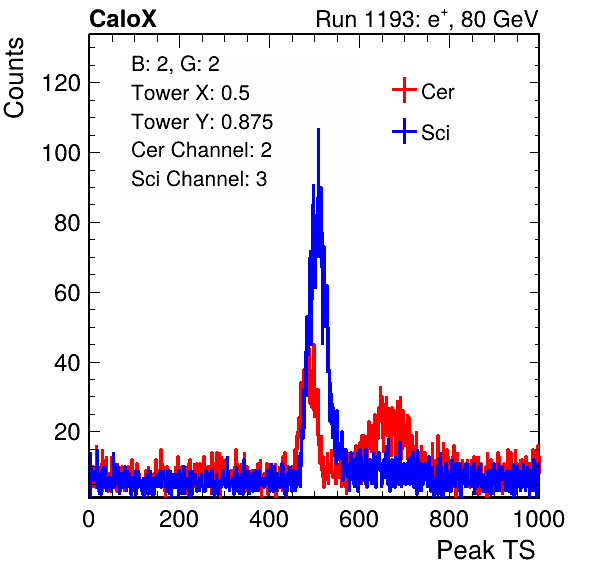 CaloX Run 1193: e+, 80 GeV
B: 2, G: 2
Tower X: 0.5
Tower Y: 0.875
Cer Channel: 2
Sci Channel: 3
Cer
Sci
Counts
120
100
80
60
40
20
0 200 400 600 800 1000
Peak TS